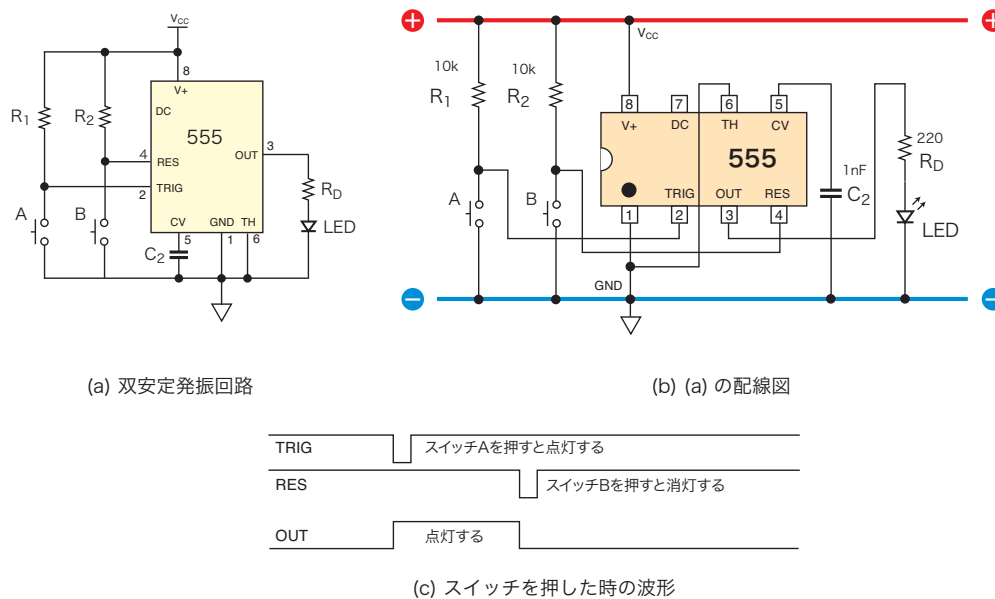 Vcc
8
V+
DC
R1
R2
555
3
OUT
4
RES
RD
TRIG
2
A
B
LED
CV
GND
TH
5
1
6
C2
(a) 双安定発振回路
+
+
Vcc
10k
10k
R1
R2
8
7
6
5
V+
DC
TH
CV
555
220
RD
1nF
C2
A
B
TRIG
OUT
RES
1
2
3
4
LED
GND
−
−
(b) (a) の配線図
TRIG
スイッチAを押すと点灯する
RES
スイッチBを押すと消灯する
OUT
点灯する
(c) スイッチを押した時の波形